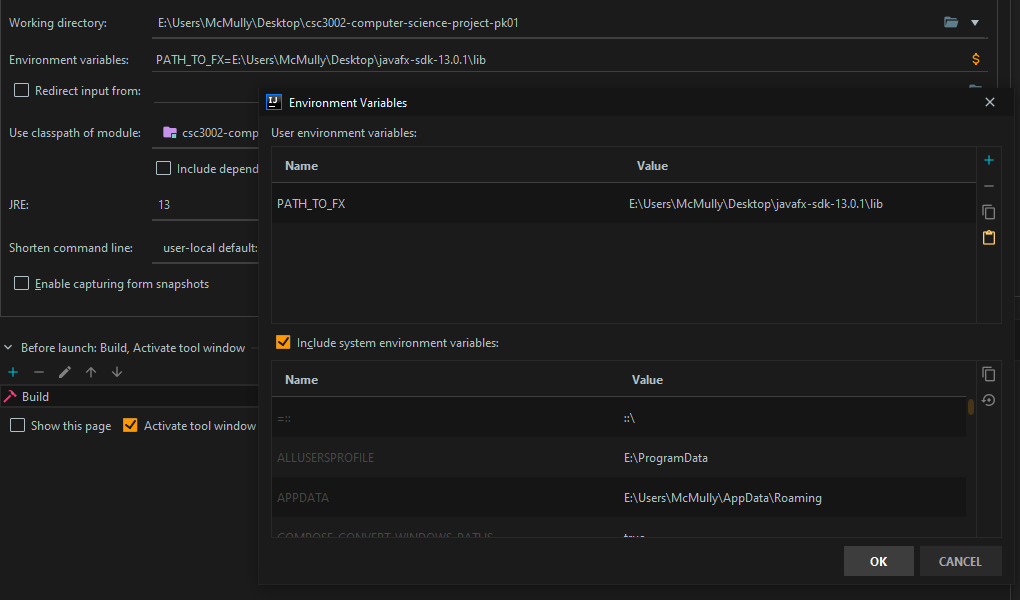 Working directory: E:\Users\McMully\Desktop\csc3002-computer-science-project-pk01
Environment variables: PATH_TO_FX=E:\Users\McMully\Desktop\javafx-sdk-13.0.1\lib
Redirect input from:
Use classpath of module: csc3002-comp
Include depend
JRE: 13
Shorten command line: user-local default:
Enable capturing form snapshots
Before launch: Build, Activate tool window
Build
Show this page Activate tool window
Environment Variables
User environment variables:
Name Value
PATH_TO_FX E:\Users\McMully\Desktop\javafx-sdk-13.0.1\lib
Include system environment variables:
Name Value
=:: ::\
ALLUSERSPROFILE E:\ProgramData
APPDATA E:\Users\McMully\AppData\Roaming
COMPOSE_CONVERT_WINDOWS_PATHS true
OK CANCEL